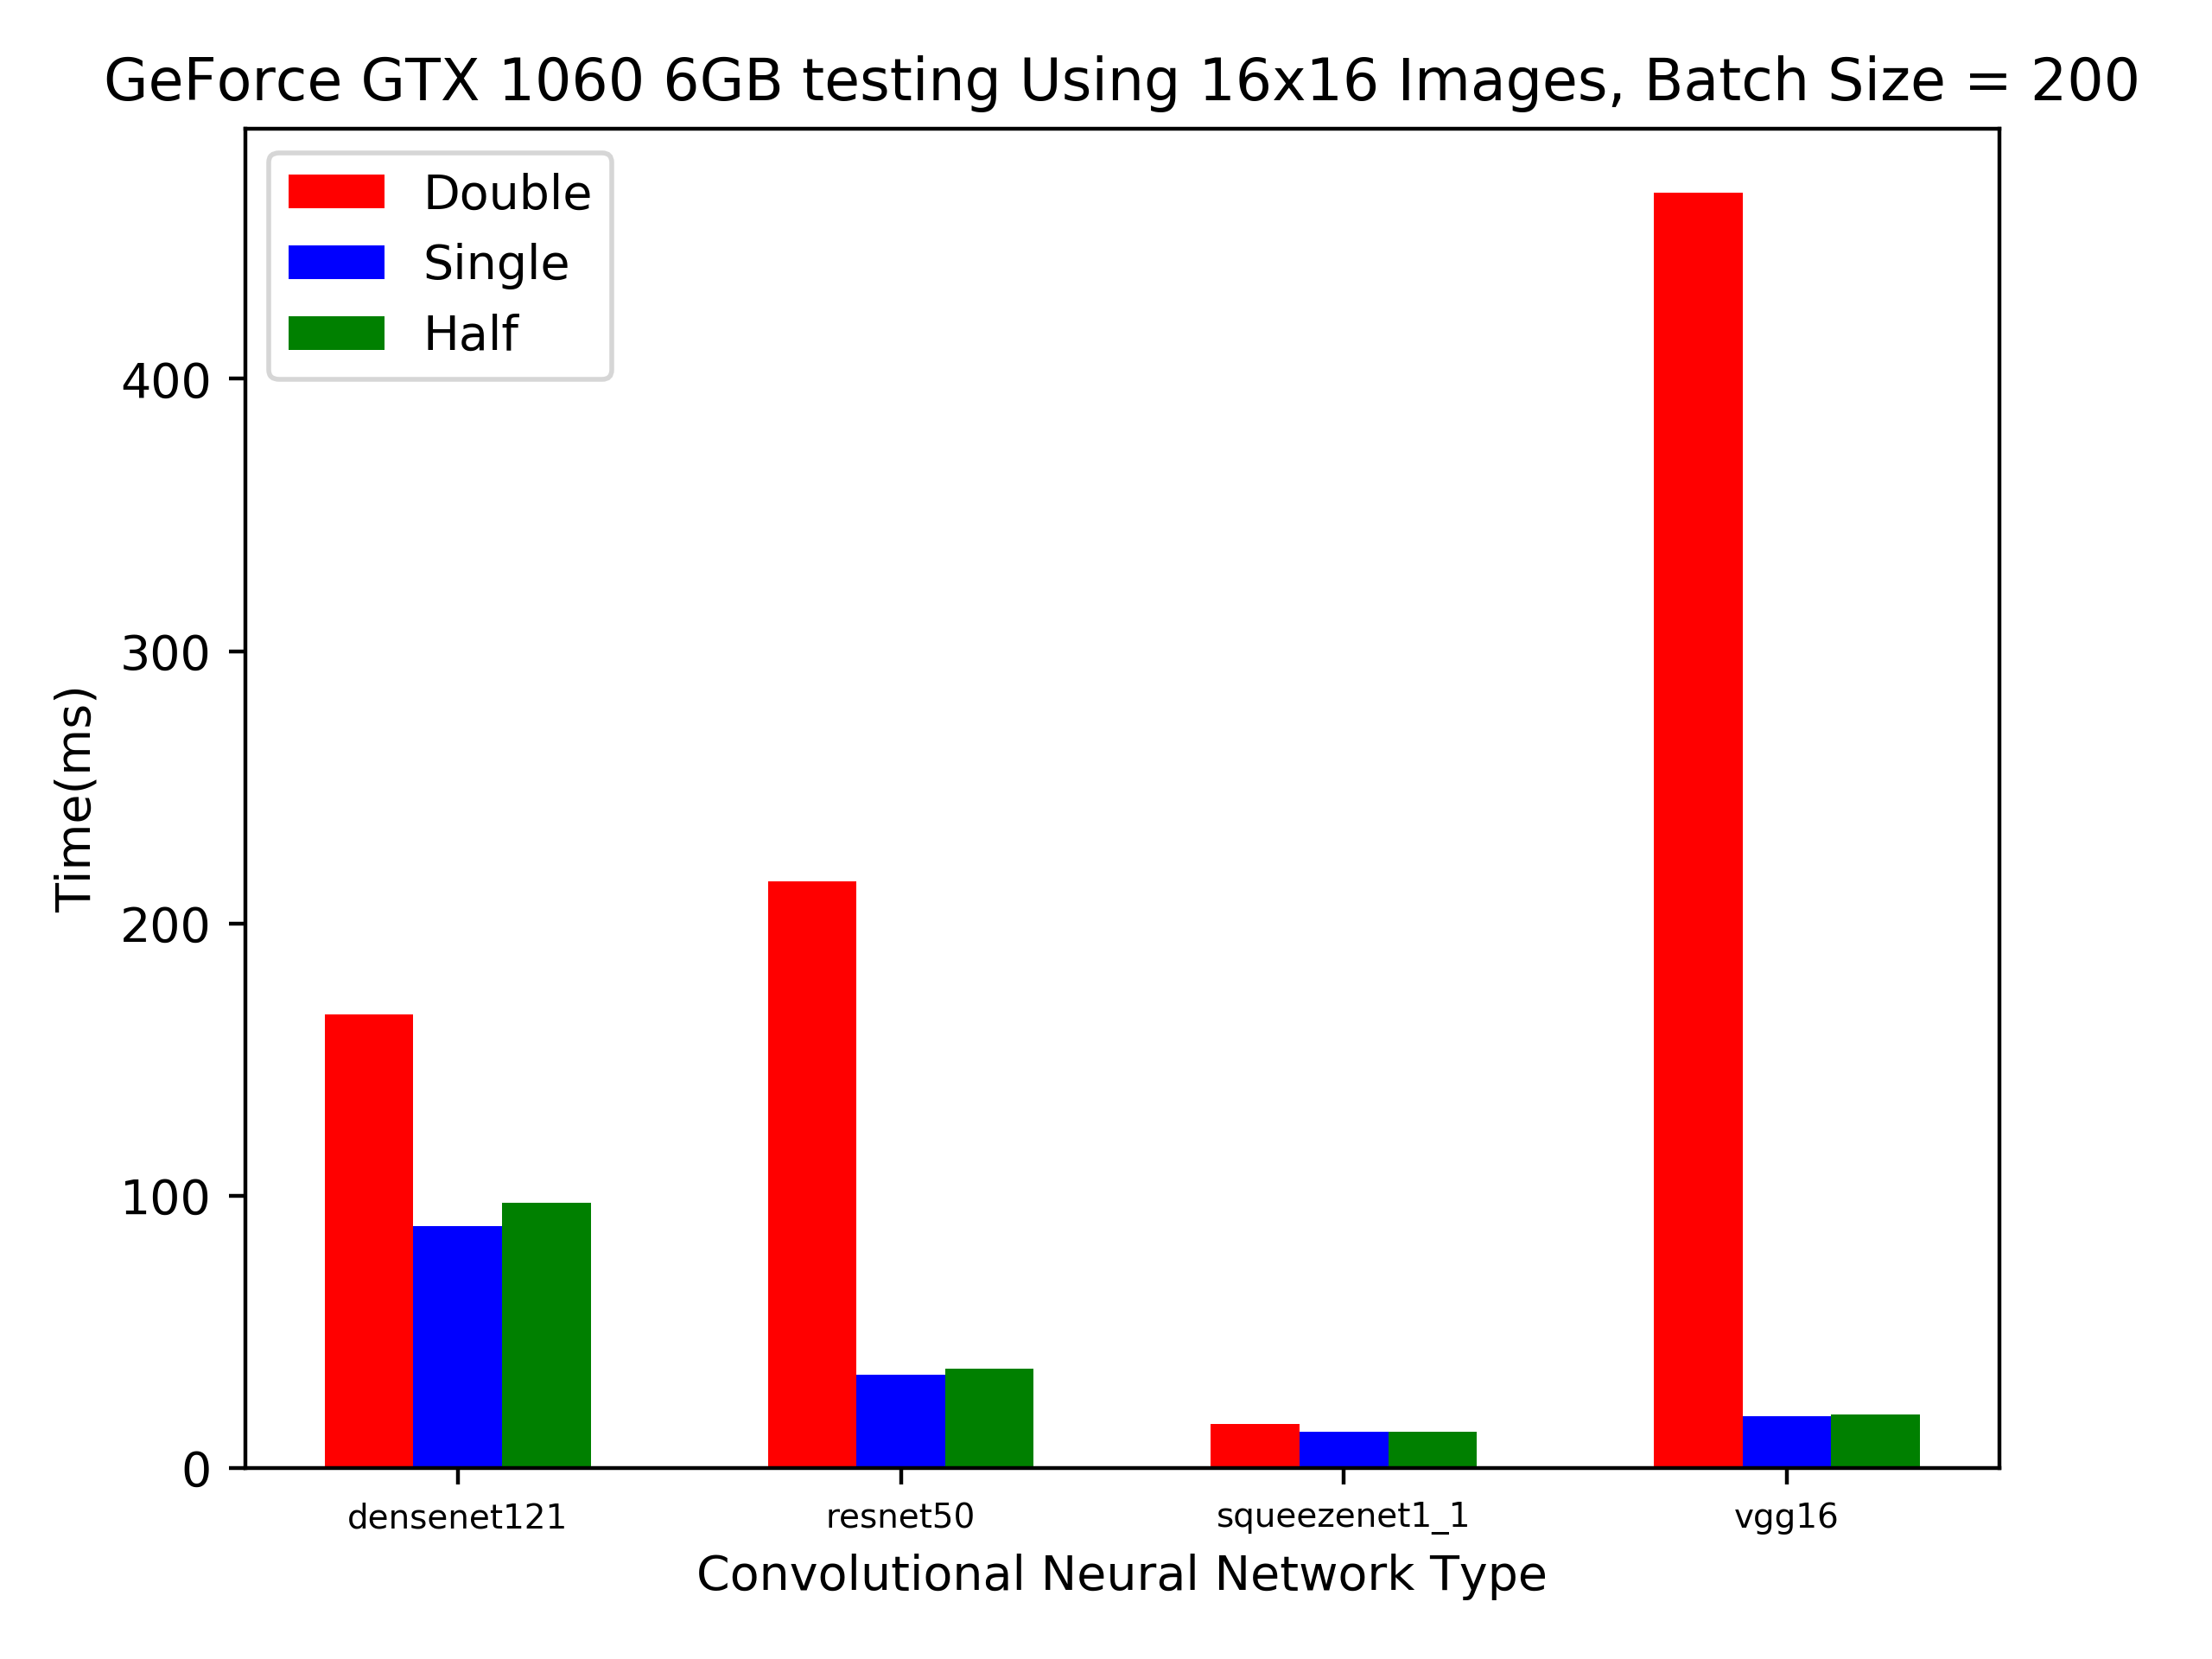 GeForce GTX 1060 6GB testing Using 16x16 Images, Batch Size = 200
Double
Single
Half
400
300
200
100
0
Time(ms)
densenet121
resnet50
squeezenet1_1
vgg16
Convolutional Neural Network Type